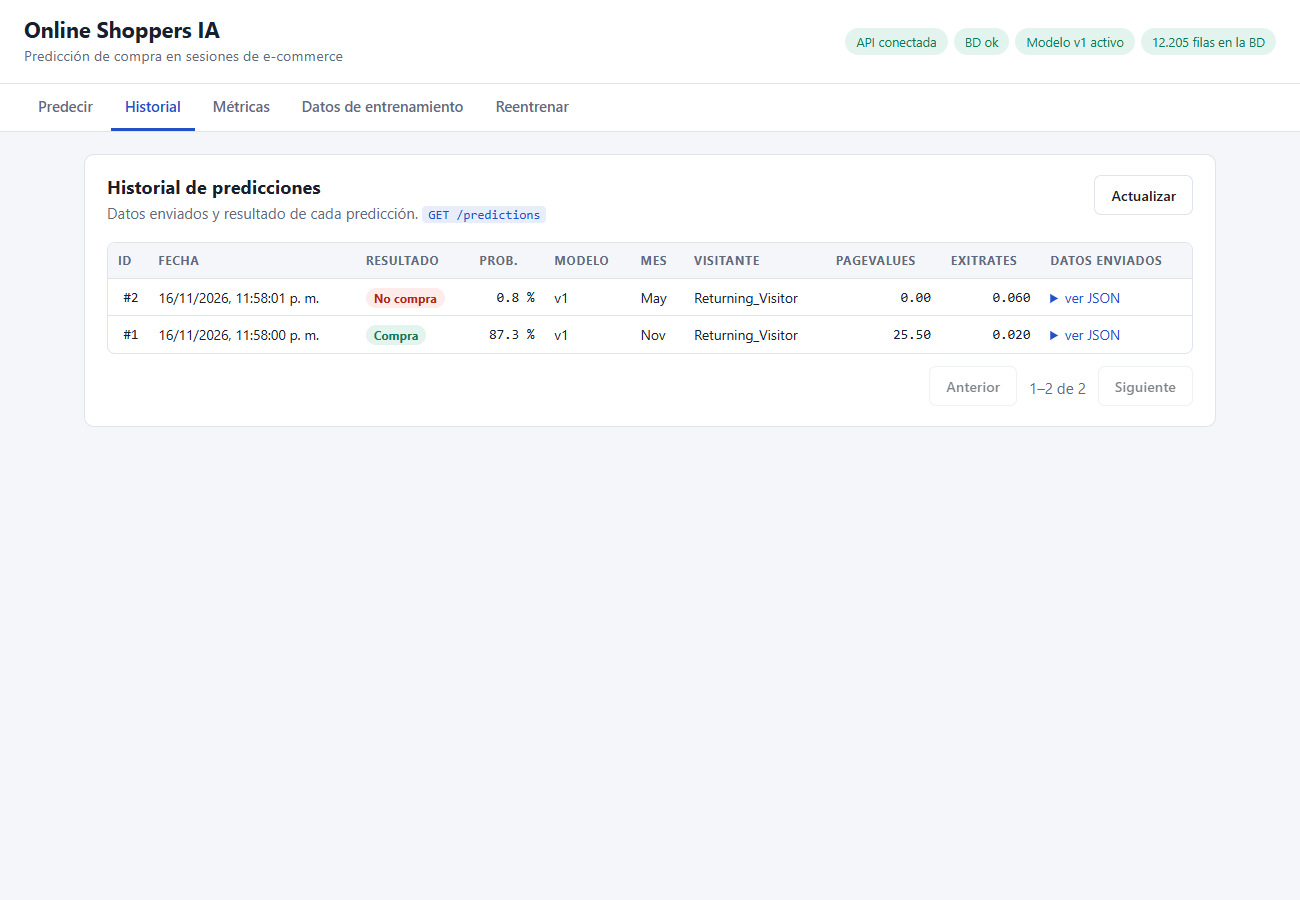 Online Shoppers IA
Predicción de compra en sesiones de e-commerce
API conectada BD ok Modelo v1 activo 12.205 filas en la BD
Predecir Historial Métricas Datos de entrenamiento Reentrenar
Historial de predicciones
Datos enviados y resultado de cada predicción. GET /predictions
Actualizar
ID FECHA RESULTADO PROB. MODELO MES VISITANTE PAGEVALUES EXITRATES DATOS ENVIADOS
#2 16/11/2026, 11:58:01 p. m. No compra 0.8 % v1 May Returning_Visitor 0.00 0.060 ▶ ver JSON
#1 16/11/2026, 11:58:00 p. m. Compra 87.3 % v1 Nov Returning_Visitor 25.50 0.020 ▶ ver JSON
Anterior 1–2 de 2 Siguiente